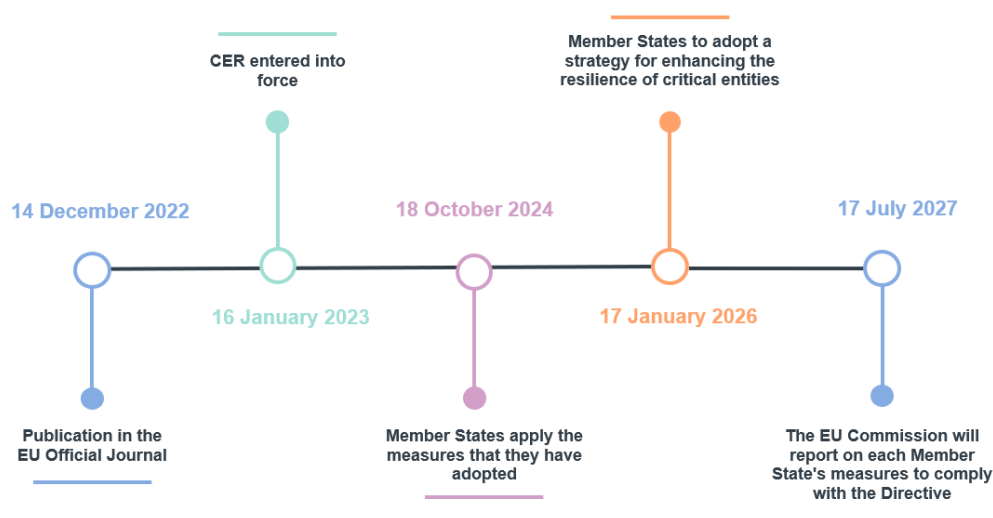 14 December 2022
Publication in the
EU Official Journal
CER entered into
force
16 January 2023
18 October 2024
Member States apply the
measures that they have
adopted
Member States to adopt a
strategy for enhancing the
resilience of critical entities
17 January 2026
17 July 2027
The EU Commission will
report on each Member
State's measures to comply
with the Directive